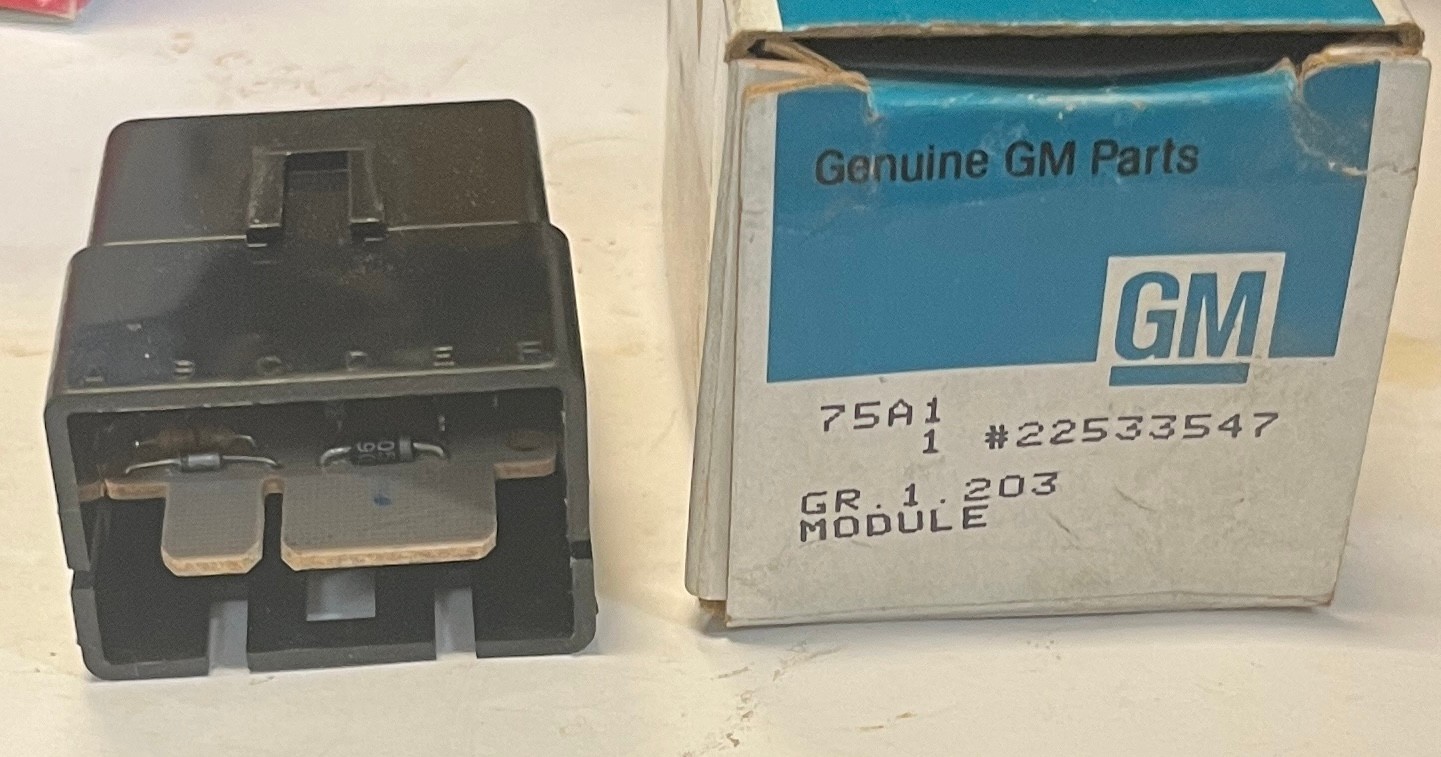 Genuine GM Parts
GM
75A1
1 #22533547
GR.1.203
MODULE
A B C D E F